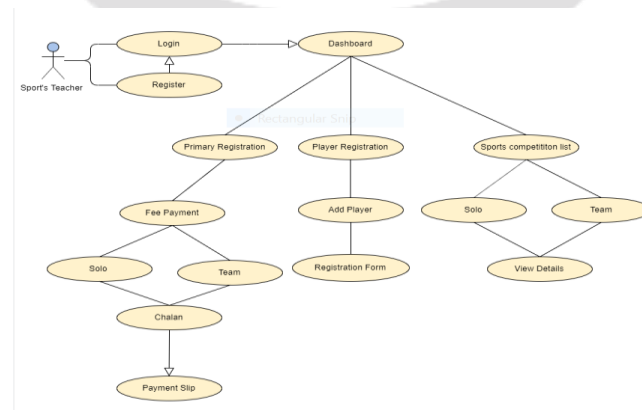 Login
Dashboard
Sport's Teacher
Register
Rectangular Snip
Primary Registration
Player Registration
Sports competititon list
Fee Payment
Add Player
Solo
Team
Solo
Team
Registration Form
View Details
Chalan
Payment Slip